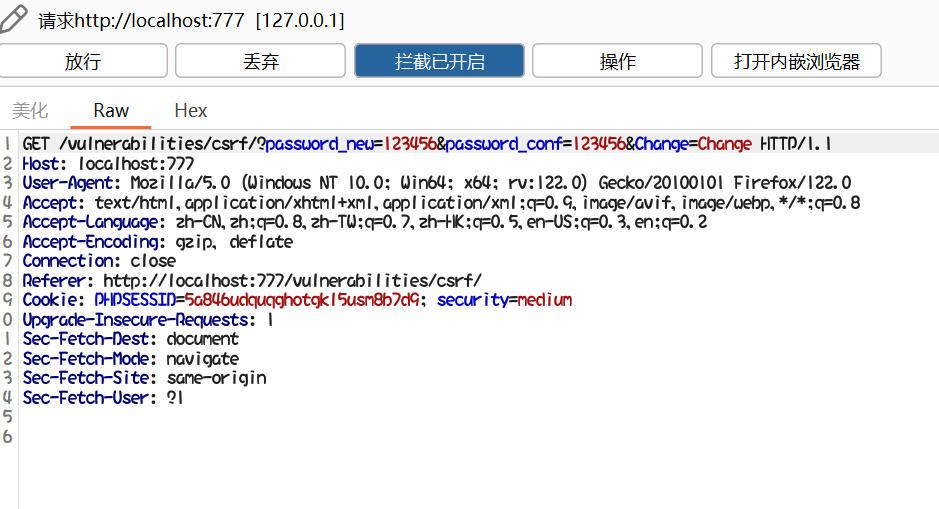 请求http://localhost:777 [127.0.0.1]
放行 丢弃 拦截已开启 操作 打开内嵌浏览器
美化 Raw Hex
1 GET /vulnerabilities/csrf/?password_new=123456&password_conf=123456&Change=Change HTTP/1.1
2 Host: localhost:777
3 User-Agent: Mozilla/5.0 (Windows NT 10.0; Win64; x64; rv:122.0) Gecko/20100101 Firefox/122.0
4 Accept: text/html,application/xhtml+xml,application/xml;q=0.9,image/avif,image/webp,*/*;q=0.8
5 Accept-Language: zh-CN,zh;q=0.8,zh-TW;q=0.7,zh-HK;q=0.5,en-US;q=0.3,en;q=0.2
6 Accept-Encoding: gzip, deflate
7 Connection: close
8 Referer: http://localhost:777/vulnerabilities/csrf/
9 Cookie: PHPSESSID=5a846udquqghotgkl5usm8b7d9; security=medium
0 Upgrade-Insecure-Requests: 1
1 Sec-Fetch-Dest: document
2 Sec-Fetch-Mode: navigate
3 Sec-Fetch-Site: same-origin
4 Sec-Fetch-User: ?1
5
6